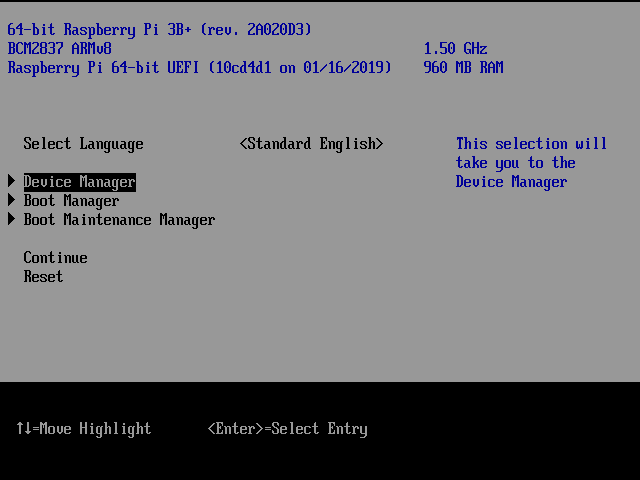 64-bit Raspberry Pi 3B+ (rev. 2A020D3)
BCM2837 ARMv8 1.50 GHz
Raspberry Pi 64-bit UEFI (10cd4d1 on 01/16/2019) 960 MB RAM
Select Language <Standard English> This selection will
take you to the
Device Manager Device Manager
Boot Manager
Boot Maintenance Manager
Continue
Reset
↑↓=Move Highlight <Enter>=Select Entry